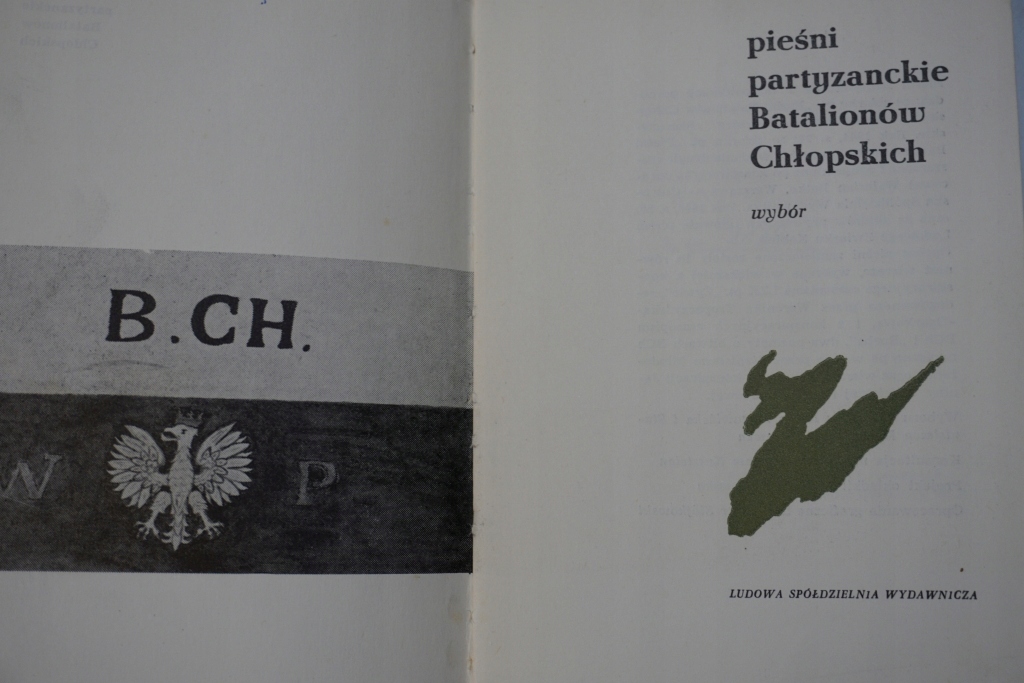 B.CH.
W P
pieśni
partyzanckie
Batalionów
Chłopskich
wybór
LUDOWA SPÓŁDZIELNIA WYDAWNICZA